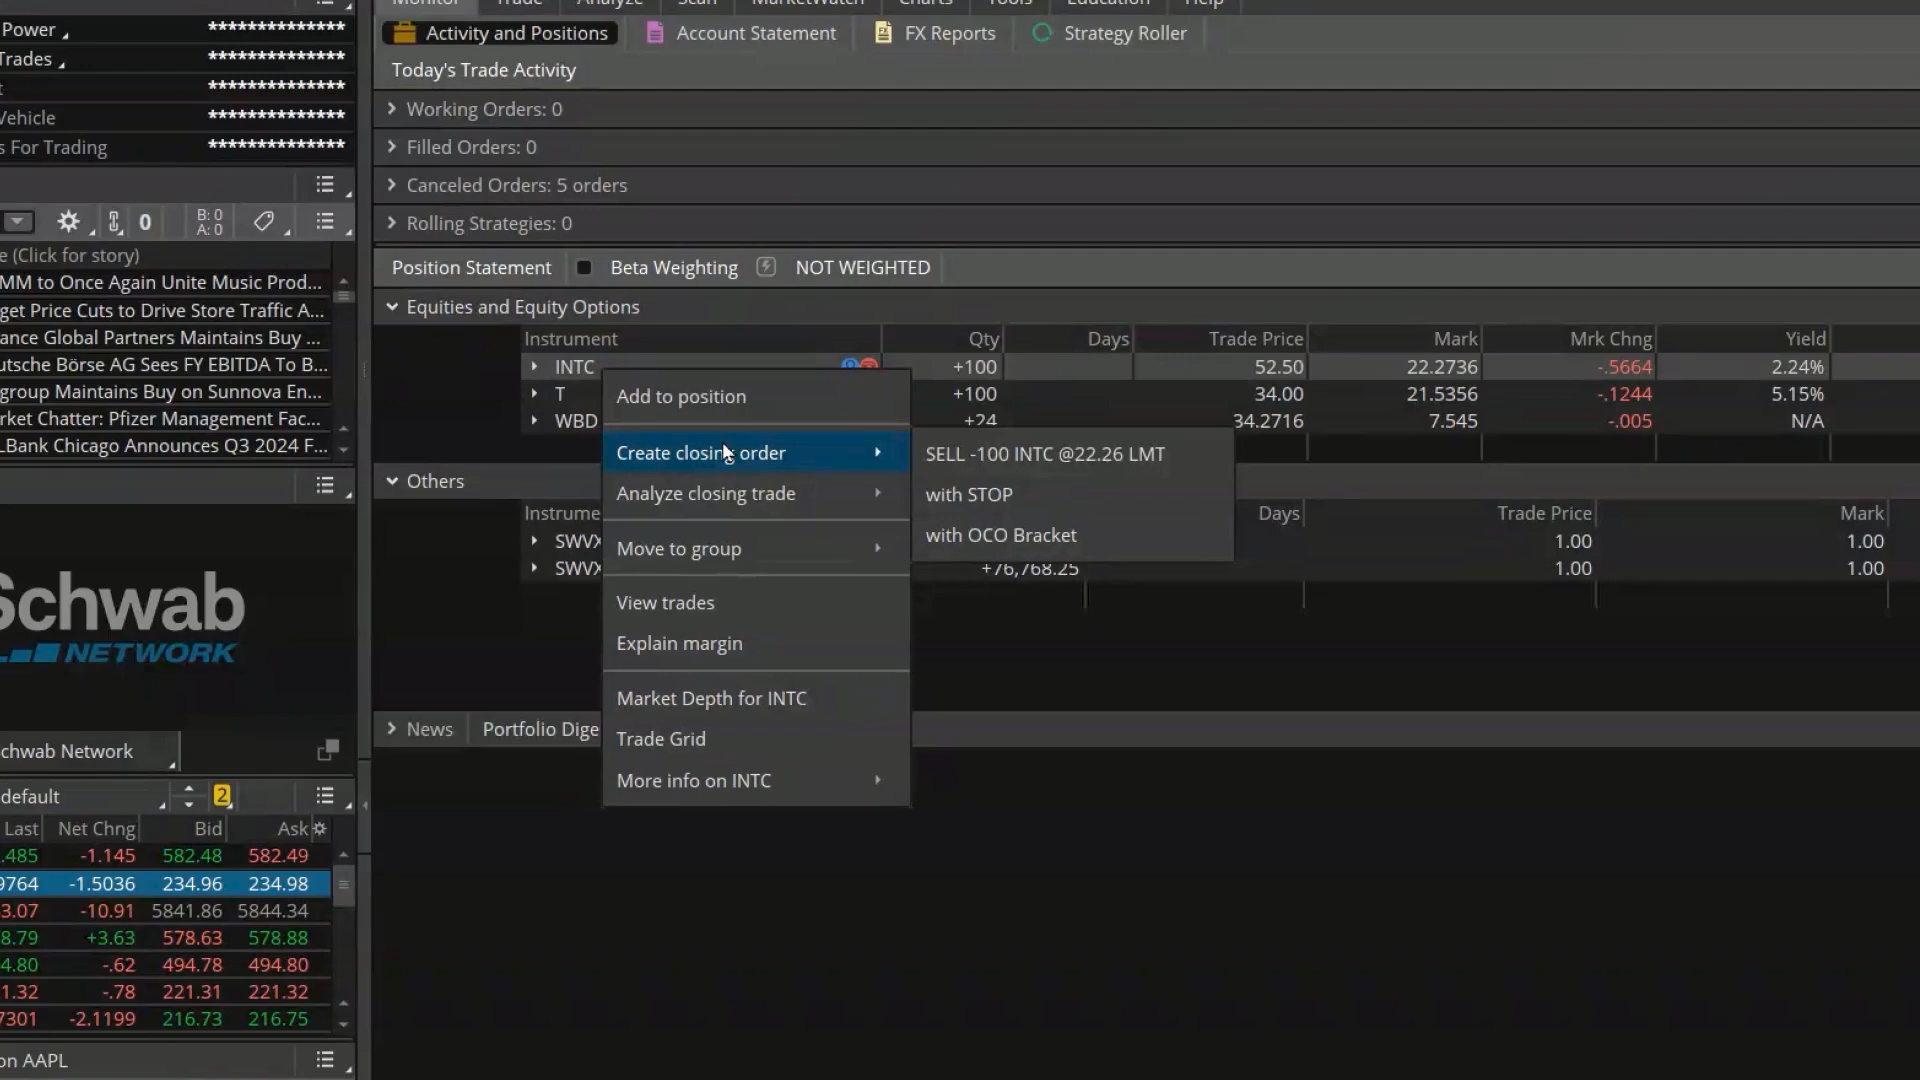 Monitor Trade Analyze Scan MarketWatch Charts Tools Education Help
Power **************
Activity and Positions Account Statement FX Reports Strategy Roller
Trades **************
Today's Trade Activity
t **************
Working Orders: 0
Vehicle **************
s For Trading **************
Filled Orders: 0
Canceled Orders: 5 orders
0 B: 0
A: 0
Rolling Strategies: 0
e (Click for story)
Position Statement Beta Weighting NOT WEIGHTED
MM to Once Again Unite Music Prod...
get Price Cuts to Drive Store Traffic A...
Equities and Equity Options
ance Global Partners Maintains Buy ...
Instrument Qty Days Trade Price Mark Mrk Chng Yield
utsche Börse AG Sees FY EBITDA To B...
INTC +100 52.50 22.2736 -.5664 2.24%
group Maintains Buy on Sunnova En...
T +100 34.00 21.5356 -.1244 5.15%
rket Chatter: Pfizer Management Fac...
WBD +24 34.2716 7.545 -.005 N/A
LBank Chicago Announces Q3 2024 F...
Add to position
Create closing order
SELL -100 INTC @22.26 LMT
Analyze closing trade
with STOP
with OCO Bracket
Move to group
View trades
Explain margin
Market Depth for INTC
Trade Grid
More info on INTC
Others
Instrume Days Trade Price Mark
SWVX 1.00 1.00
SWVX +76,768.25 1.00 1.00
Schwab
NETWORK
News Portfolio Dige
chwab Network
default 2
Last Net Chng Bid Ask
.485 -1.145 582.48 582.49
9764 -1.5036 234.96 234.98
3.07 -10.91 5841.86 5844.34
8.79 +3.63 578.63 578.88
4.80 -.62 494.78 494.80
1.32 -.78 221.31 221.32
7301 -2.1199 216.73 216.75
on AAPL